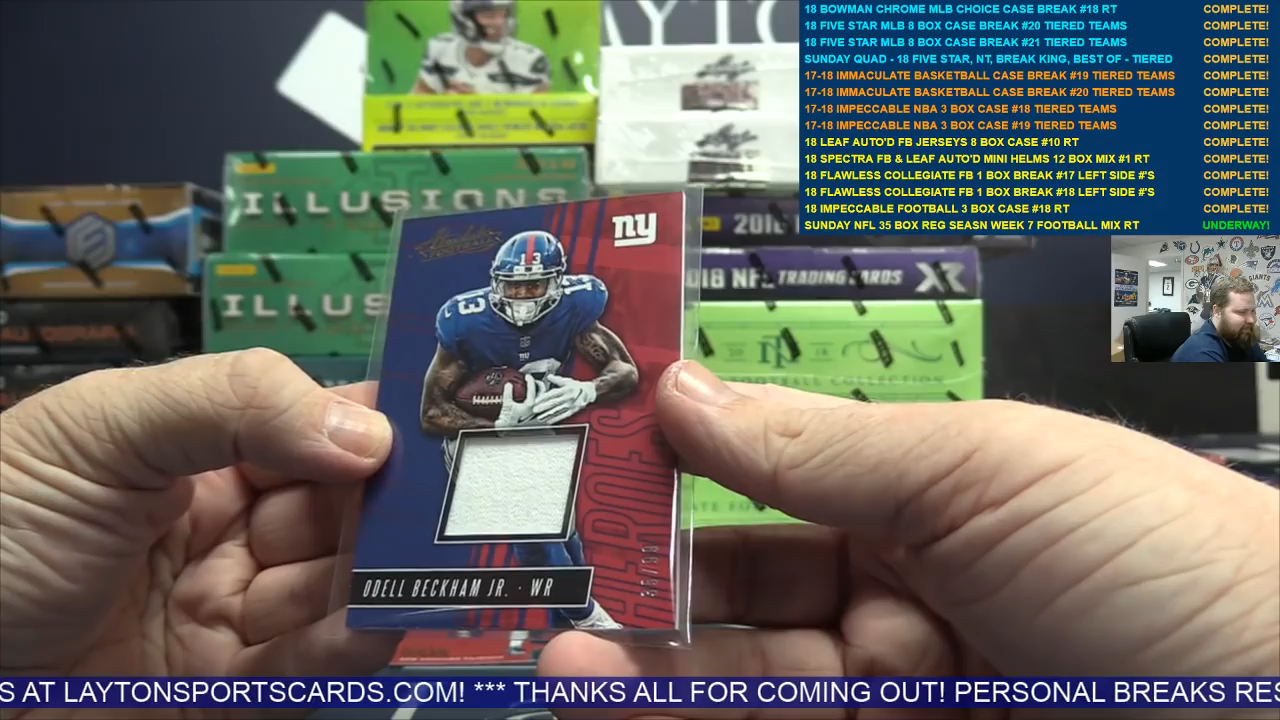 18 BOWMAN CHROME MLB CHOICE CASE BREAK #18 RT COMPLETE!
18 FIVE STAR MLB 8 BOX CASE BREAK #20 TIERED TEAMS COMPLETE!
18 FIVE STAR MLB 8 BOX CASE BREAK #21 TIERED TEAMS COMPLETE!
SUNDAY QUAD - 18 FIVE STAR, NT, BREAK KING, BEST OF - TIERED COMPLETE!
17-18 IMMACULATE BASKETBALL CASE BREAK #19 TIERED TEAMS COMPLETE!
17-18 IMMACULATE BASKETBALL CASE BREAK #20 TIERED TEAMS COMPLETE!
17-18 IMPECCABLE NBA 3 BOX CASE #18 TIERED TEAMS COMPLETE!
17-18 IMPECCABLE NBA 3 BOX CASE #19 TIERED TEAMS COMPLETE!
18 LEAF AUTO'D FB JERSEYS 8 BOX CASE #10 RT COMPLETE!
18 SPECTRA FB & LEAF AUTO'D MINI HELMS 12 BOX MIX #1 RT COMPLETE!
18 FLAWLESS COLLEGIATE FB 1 BOX BREAK #17 LEFT SIDE #'S COMPLETE!
18 FLAWLESS COLLEGIATE FB 1 BOX BREAK #18 LEFT SIDE #'S COMPLETE!
18 IMPECCABLE FOOTBALL 3 BOX CASE #18 RT COMPLETE!
SUNDAY NFL 35 BOX REG SEASN WEEK 7 FOOTBALL MIX RT UNDERWAY!
ILLUSIONS
ILLUS
2018 NFL TRADING CARDS XR
FOOTBALL COLLECTION
Absolute
ny
13
13
HEROES
ODELL BECKHAM JR. · WR
S AT LAYTONSPORTSCARDS.COM! *** THANKS ALL FOR COMING OUT! PERSONAL BREAKS RES